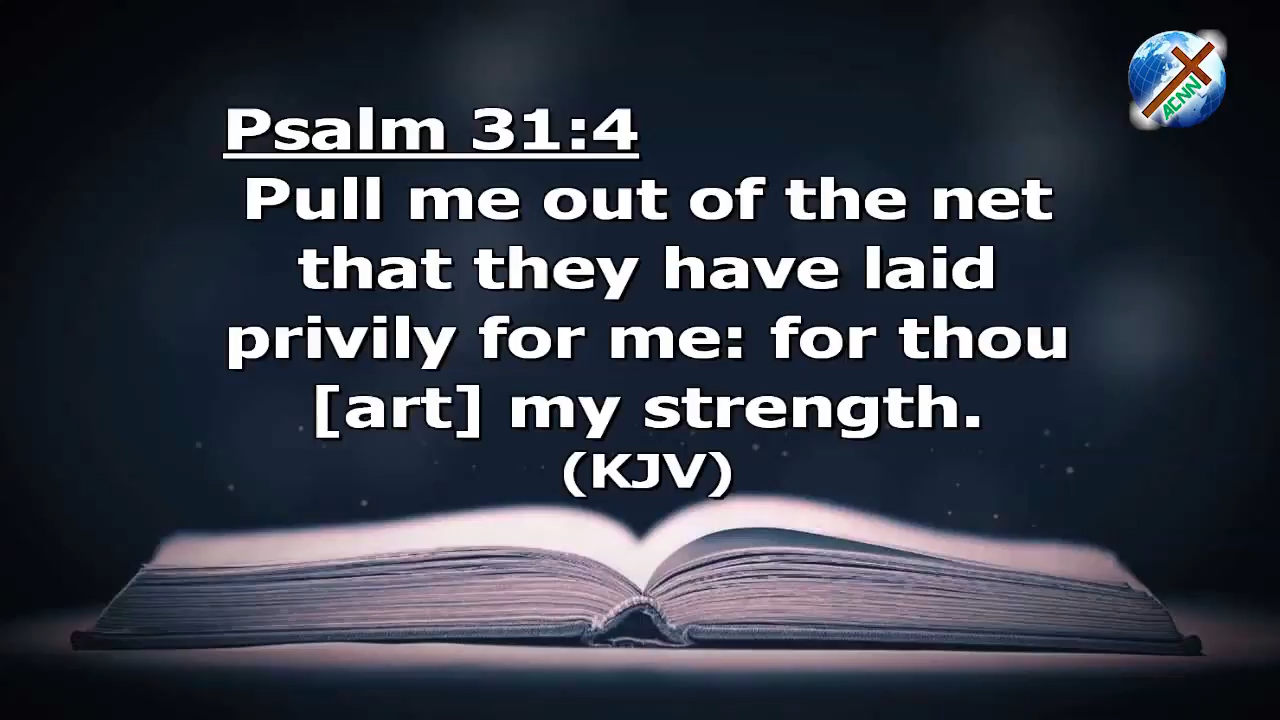 ACNN
Psalm 31:4
Pull me out of the net
that they have laid
privily for me: for thou
[art] my strength.
(KJV)